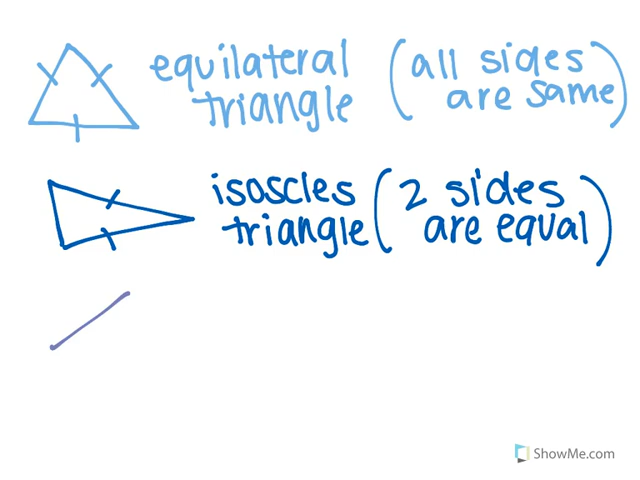 equilateral (all sides
triangle are same)
isoscles (2 sides
triangle are equal)
ShowMe.com